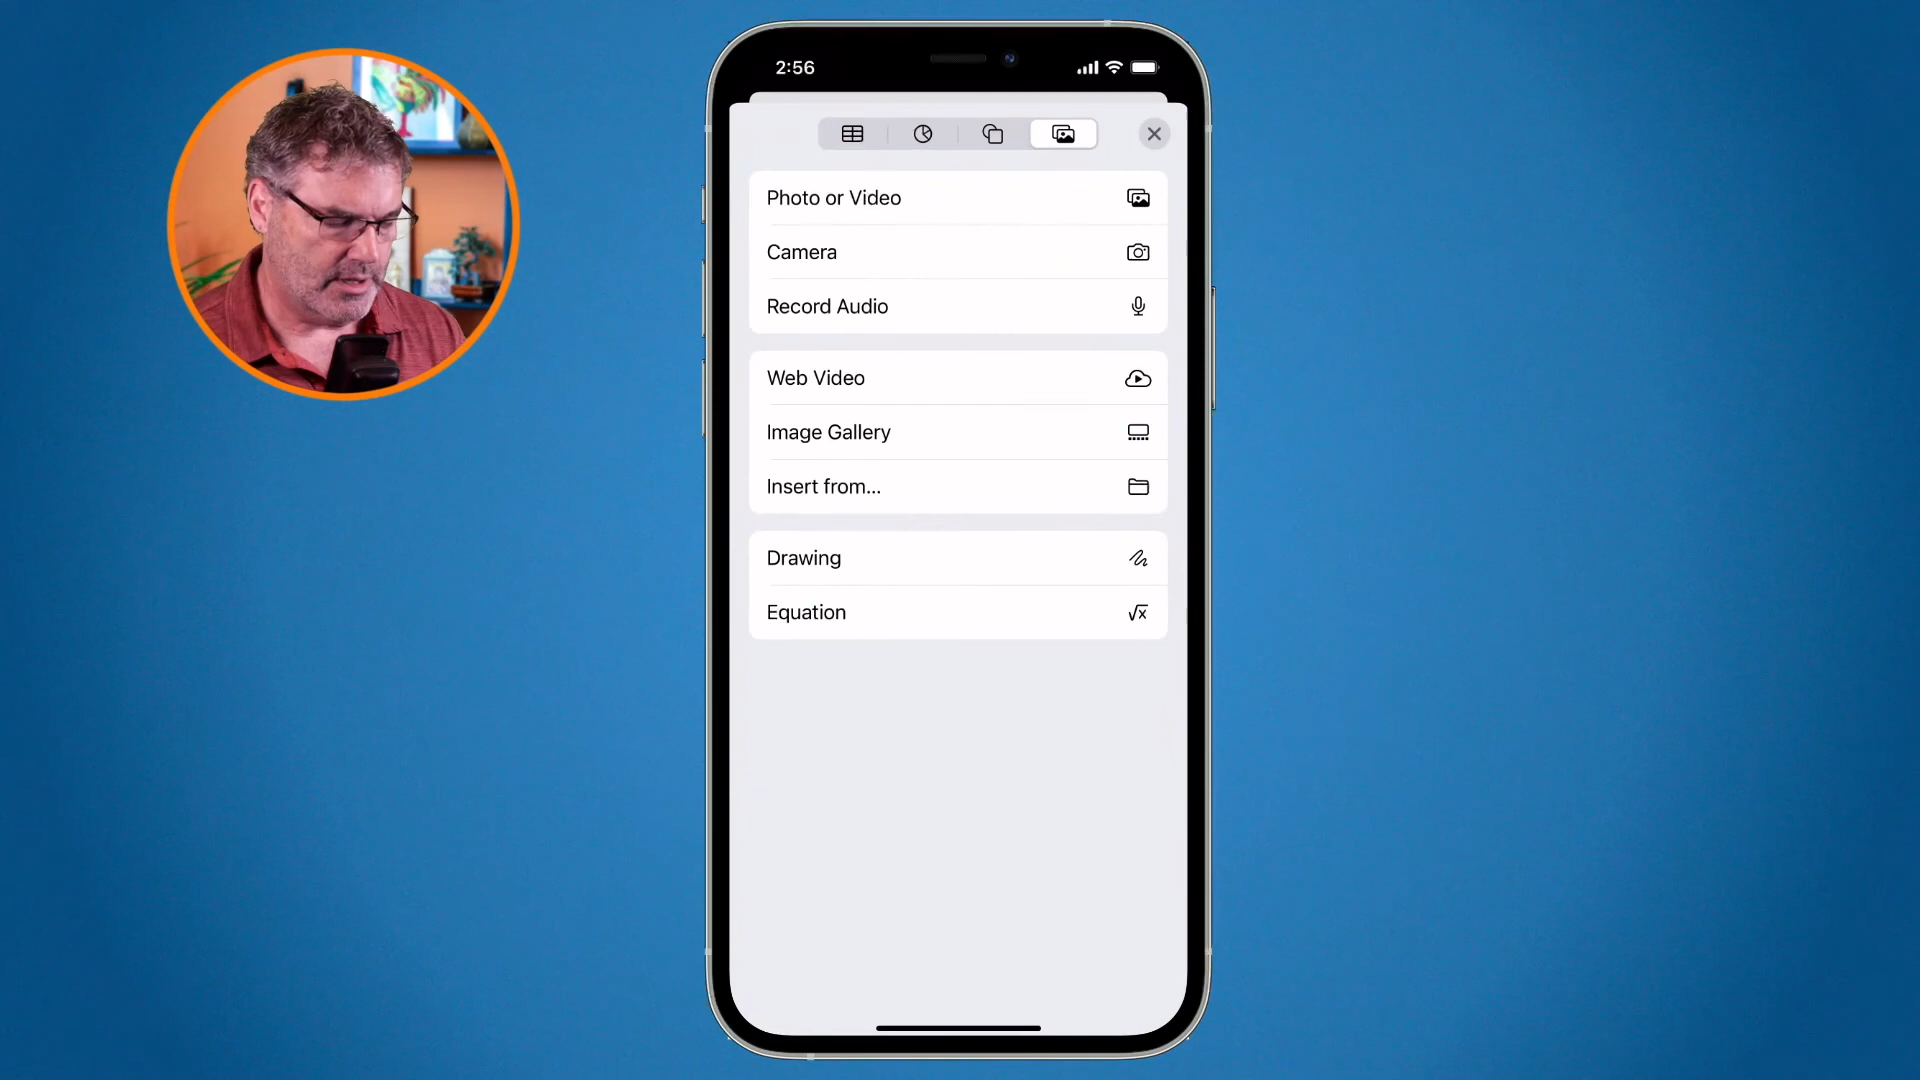 2:56
Photo or Video
Camera
Record Audio
Web Video
Image Gallery
Insert from...
Drawing
Equation
√x